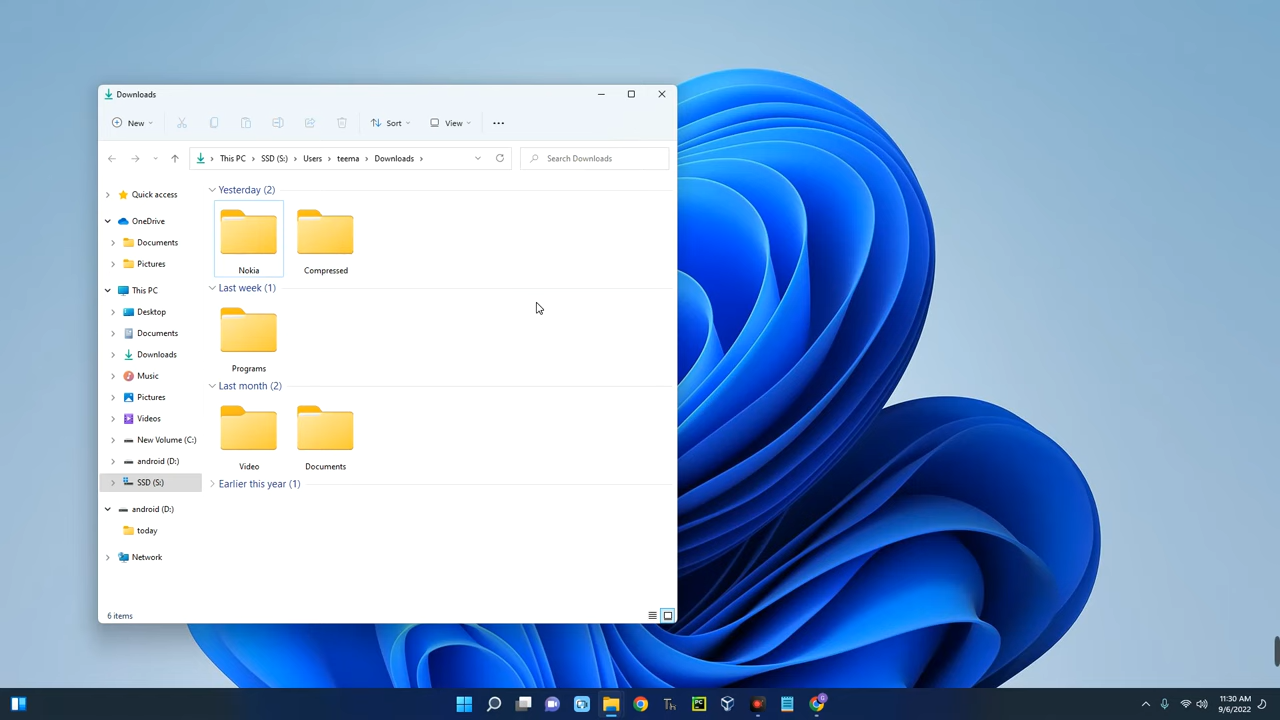 Downloads
New
Sort
View
This PC
SSD (S:)
Users
teema
Downloads
Search Downloads
Quick access
OneDrive
Documents
Pictures
This PC
Desktop
Documents
Downloads
Music
Pictures
Videos
New Volume (C:)
android (D:)
SSD (S:)
android (D:)
today
Network
Yesterday (2)
Nokia
Compressed
Last week (1)
Programs
Last month (2)
Video
Documents
Earlier this year (1)
6 items
Th
PC
11:30 AM
9/6/2022